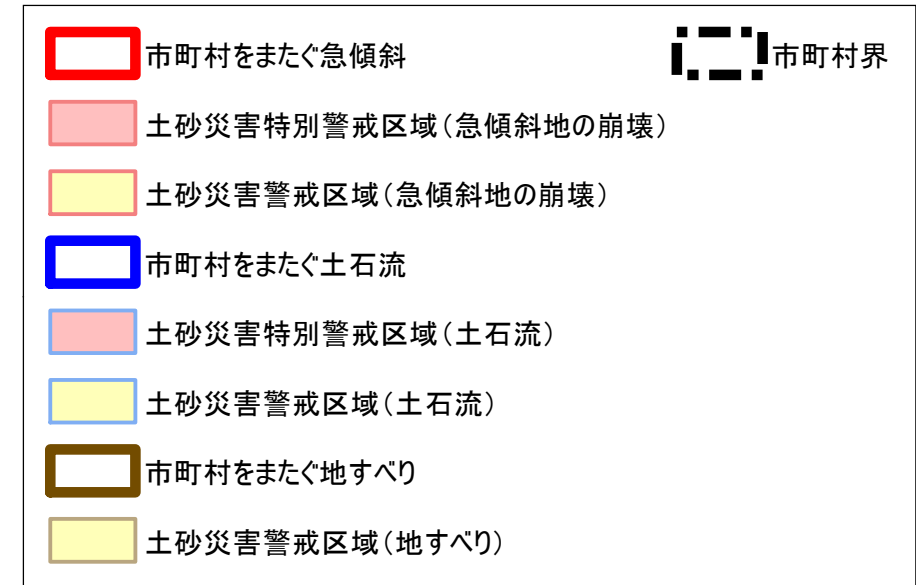 市町村をまたぐ急傾斜
市町村界
土砂災害特別警戒区域(急傾斜地の崩壊)
土砂災害警戒区域(急傾斜地の崩壊)
市町村をまたぐ土石流
土砂災害特別警戒区域(土石流)
土砂災害警戒区域(土石流)
市町村をまたぐ地すべり
土砂災害警戒区域(地すべり)